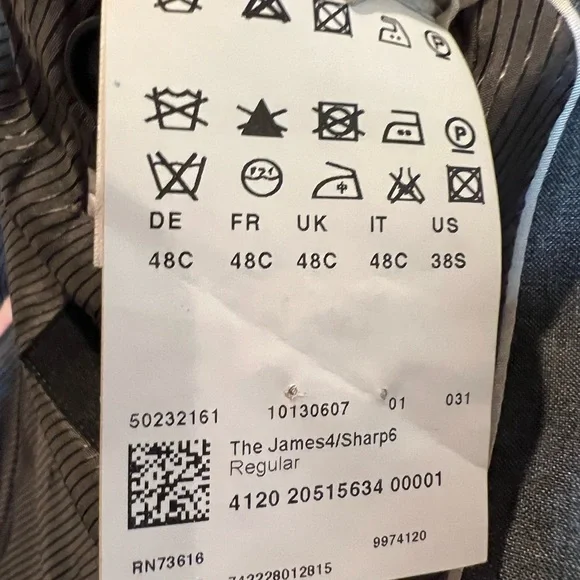 P
P
DE FR UK IT US
48C 48C 48C 48C 38S
50232161 10130607 01 031
The James4/Sharp6
Regular
4120 20515634 00001
9974120
RN73616
742228012815